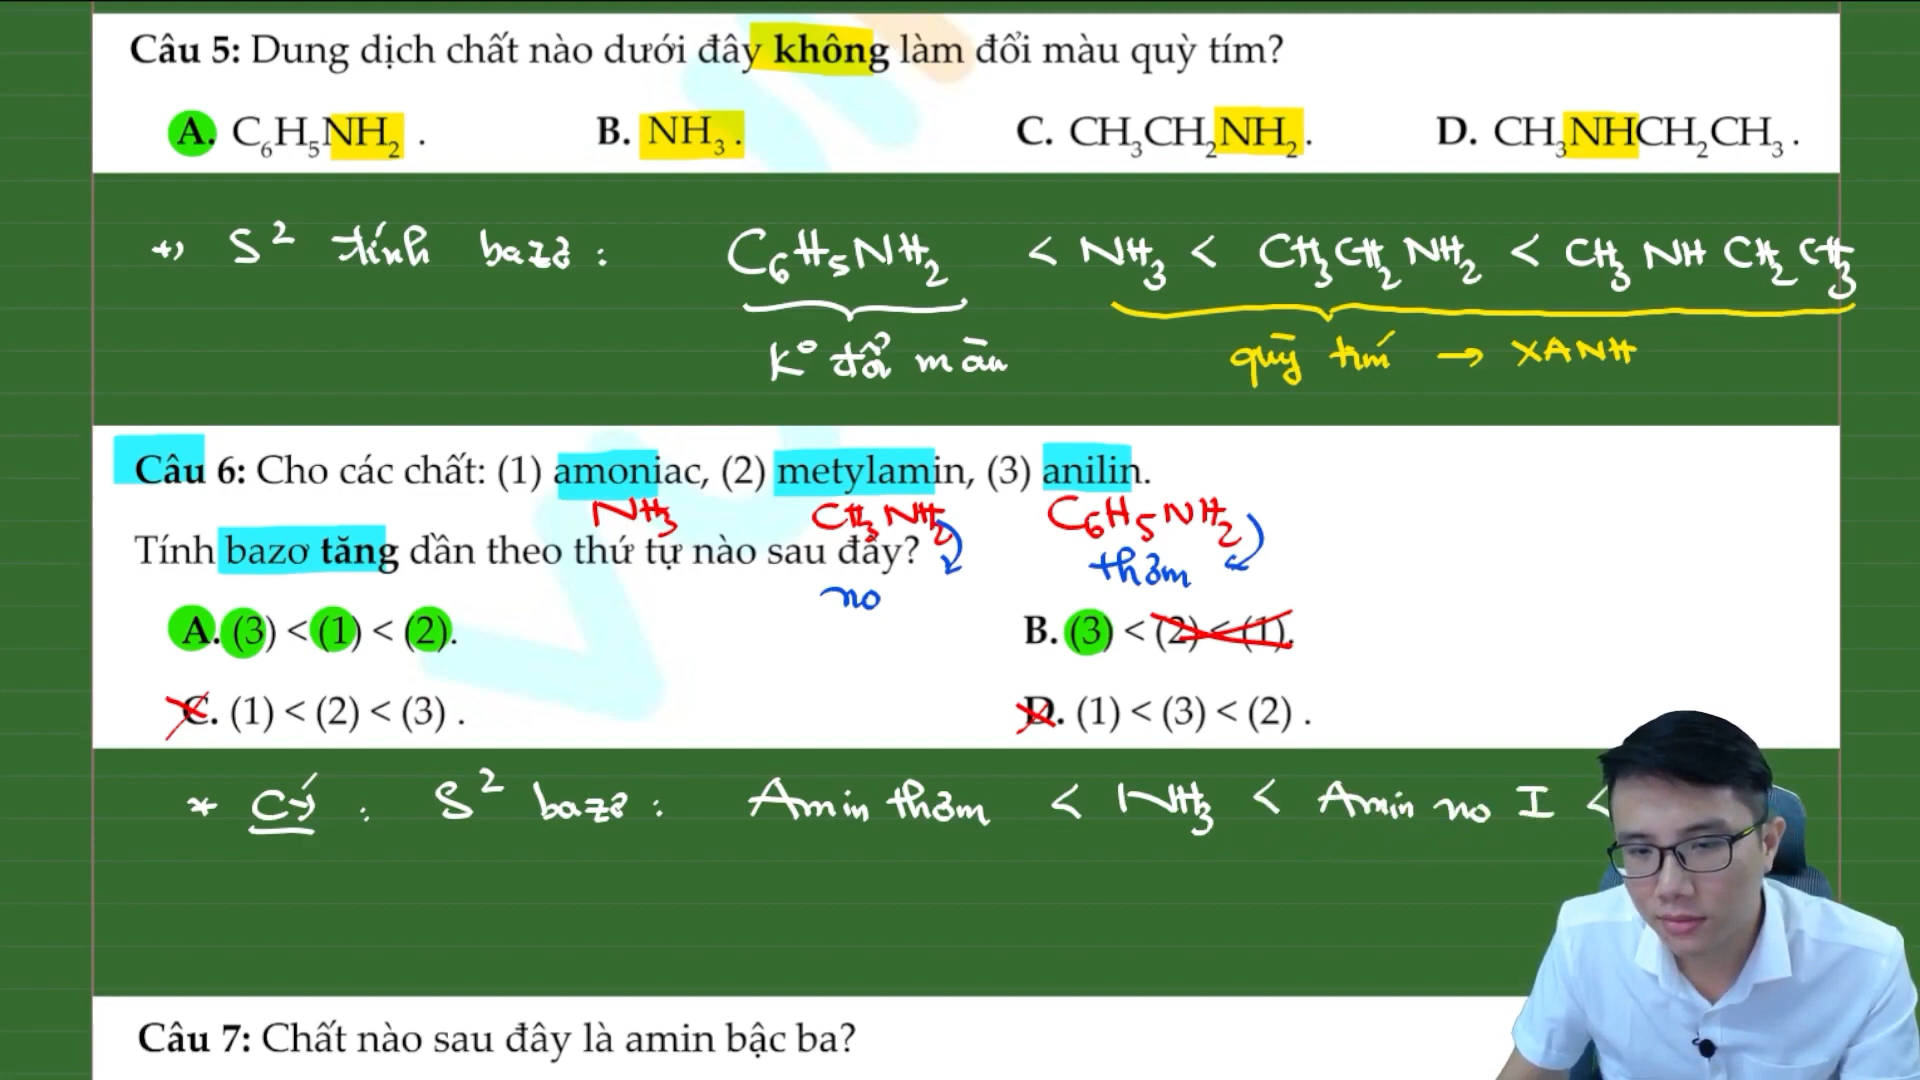 Câu 5: Dung dịch chất nào dưới đây không làm đổi màu quỳ tím?
A. C₆H₅NH₂ . B. NH₃ . C. CH₃CH₂NH₂. D. CH₃NHCH₂CH₃ .
*) S² tính bazơ : C₆H₅NH₂ < NH₃ < CH₃CH₂NH₂ < CH₃NHCH₂CH₃
K° đổi màu quỳ tím → XANH
Câu 6: Cho các chất: (1) amoniac, (2) metylamin, (3) anilin.
NH₃ CH₃NH₂ C₆H₅NH₂
Tính bazơ tăng dần theo thứ tự nào sau đây?
no thơm
A. (3) < (1) < (2). B. (3) < (2) < (1).
C. (1) < (2) < (3) . D. (1) < (3) < (2) .
* Cý : S² bazơ : Amin thơm < NH₃ < Amin no I <
Câu 7: Chất nào sau đây là amin bậc ba?